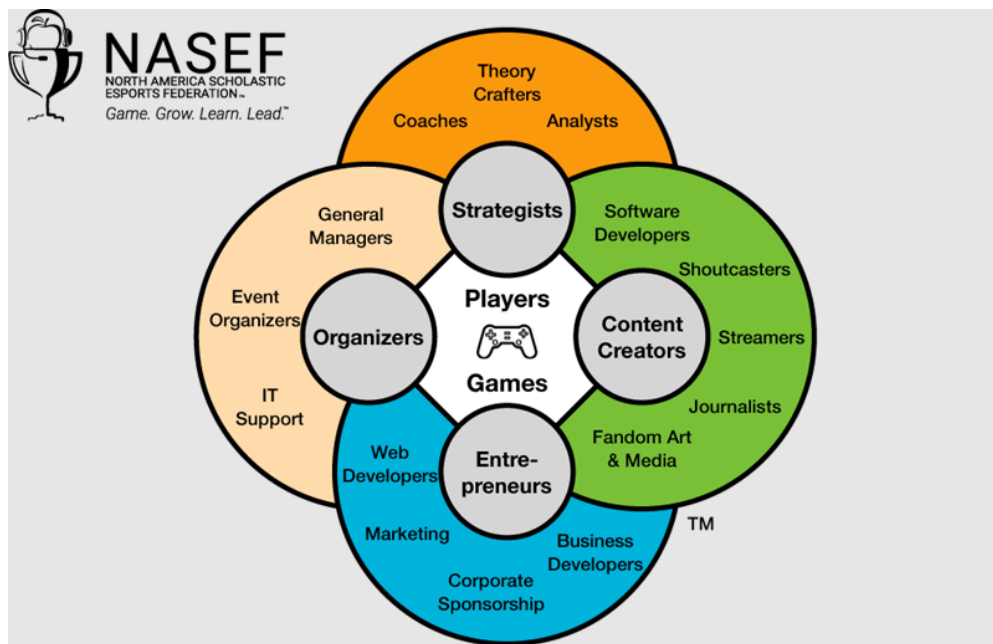 NASEF
NORTH AMERICA SCHOLASTIC
ESPORTS FEDERATION™
Game. Grow. Learn. Lead.™
Theory
Crafters
Coaches
Analysts
Strategists
General
Managers
Event
Organizers
IT
Support
Organizers
Players
Games
Software
Developers
Shoutcasters
Streamers
Journalists
Fandom Art
& Media
Content
Creators
Entre-
preneurs
Web
Developers
Marketing
Corporate
Sponsorship
Business
Developers
TM